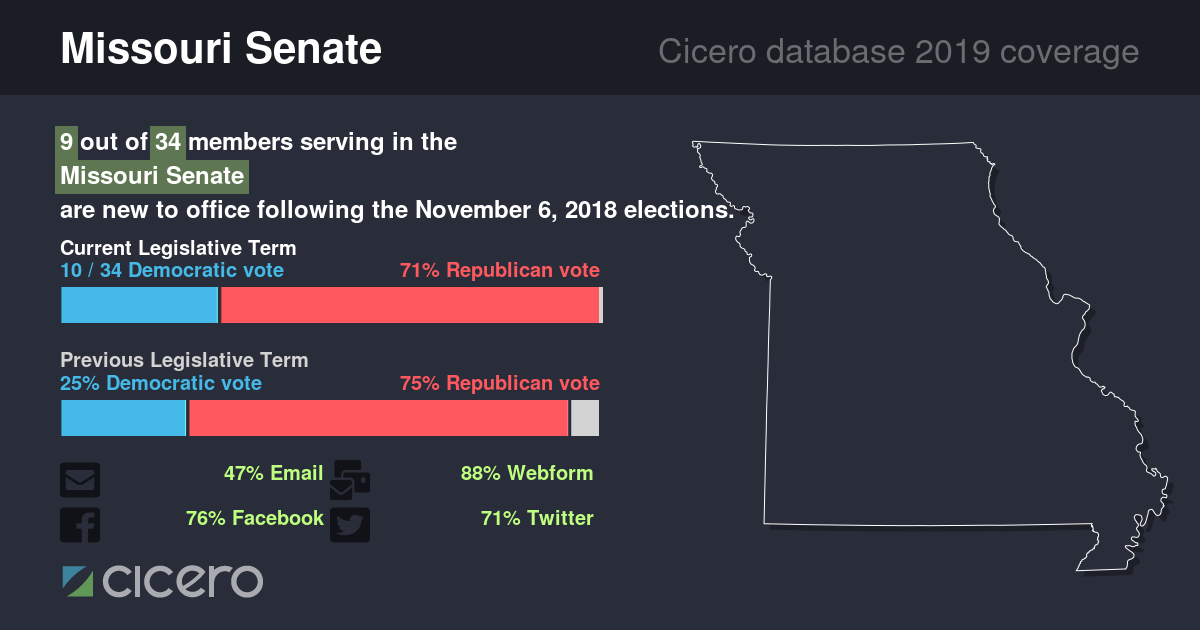 Missouri Senate
Cicero database 2019 coverage
9 out of 34 members serving in the
Missouri Senate
are new to office following the November 6, 2018 elections.
Current Legislative Term
10 / 34 Democratic vote
71% Republican vote
Previous Legislative Term
25% Democratic vote
75% Republican vote
47% Email
88% Webform
76% Facebook
71% Twitter
cicero